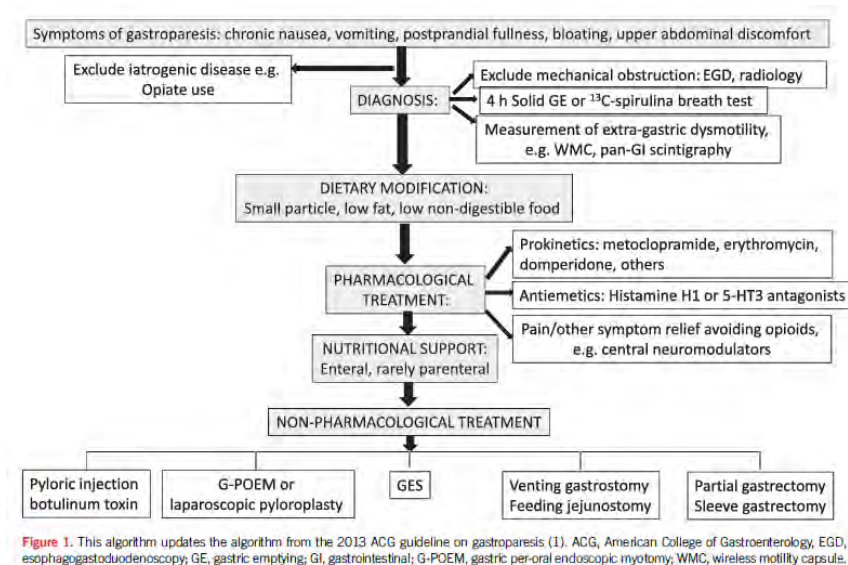 Symptoms of gastroparesis: chronic nausea, vomiting, postprandial fullness, bloating, upper abdominal discomfort
Exclude iatrogenic disease e.g.
Opiate use
DIAGNOSIS:
Exclude mechanical obstruction: EGD, radiology
4 h Solid GE or ¹³C-spirulina breath test
Measurement of extra-gastric dysmotility,
e.g. WMC, pan-GI scintigraphy
DIETARY MODIFICATION:
Small particle, low fat, low non-digestible food
PHARMACOLOGICAL
TREATMENT:
Prokinetics: metoclopramide, erythromycin,
domperidone, others
Antiemetics: Histamine H1 or 5-HT3 antagonists
Pain/other symptom relief avoiding opioids,
e.g. central neuromodulators
NUTRITIONAL SUPPORT:
Enteral, rarely parenteral
NON-PHARMACOLOGICAL TREATMENT
Pyloric injection
botulinum toxin
G-POEM or
laparoscopic pyloroplasty
GES
Venting gastrostomy
Feeding jejunostomy
Partial gastrectomy
Sleeve gastrectomy
Figure 1. This algorithm updates the algorithm from the 2013 ACG guideline on gastroparesis (1). ACG, American College of Gastroenterology, EGD,
esophagogastoduodenoscopy; GE, gastric emptying; GI, gastrointestinal; G-POEM, gastric per-oral endoscopic myotomy; WMC, wireless motility capsule.